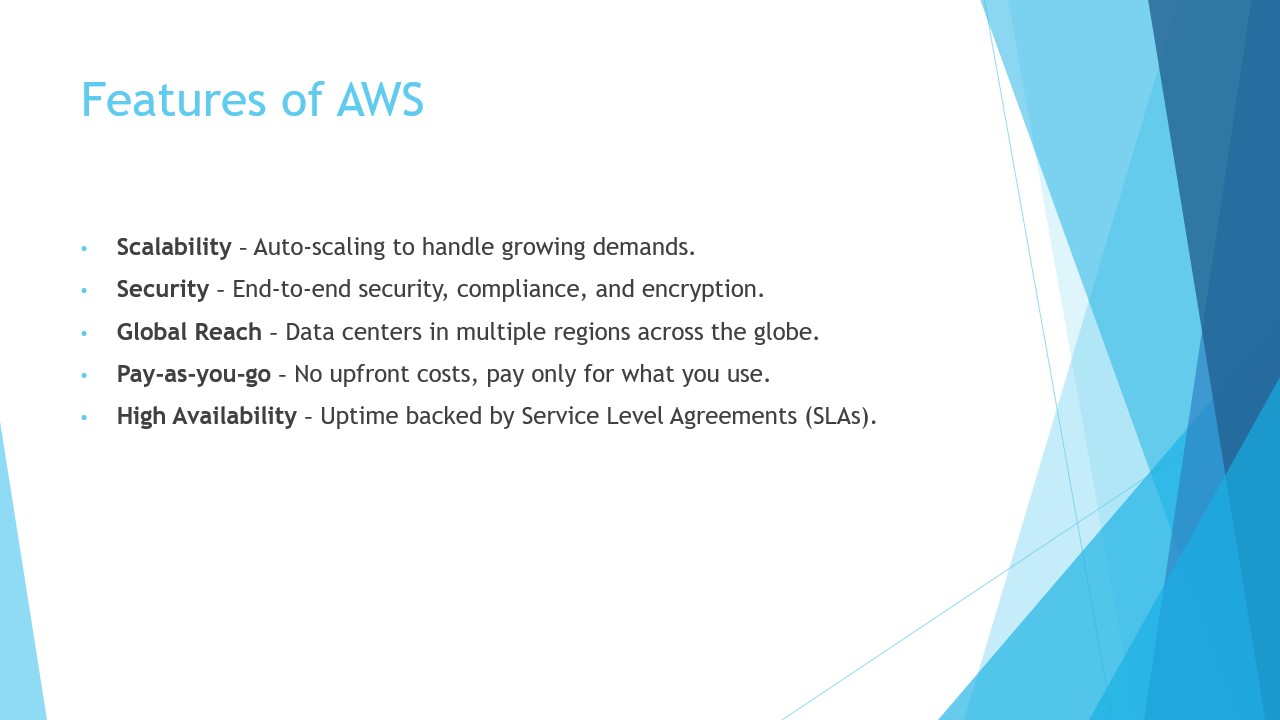 Features of AWS
• Scalability – Auto-scaling to handle growing demands.
• Security – End-to-end security, compliance, and encryption.
• Global Reach – Data centers in multiple regions across the globe.
• Pay-as-you-go – No upfront costs, pay only for what you use.
• High Availability – Uptime backed by Service Level Agreements (SLAs).